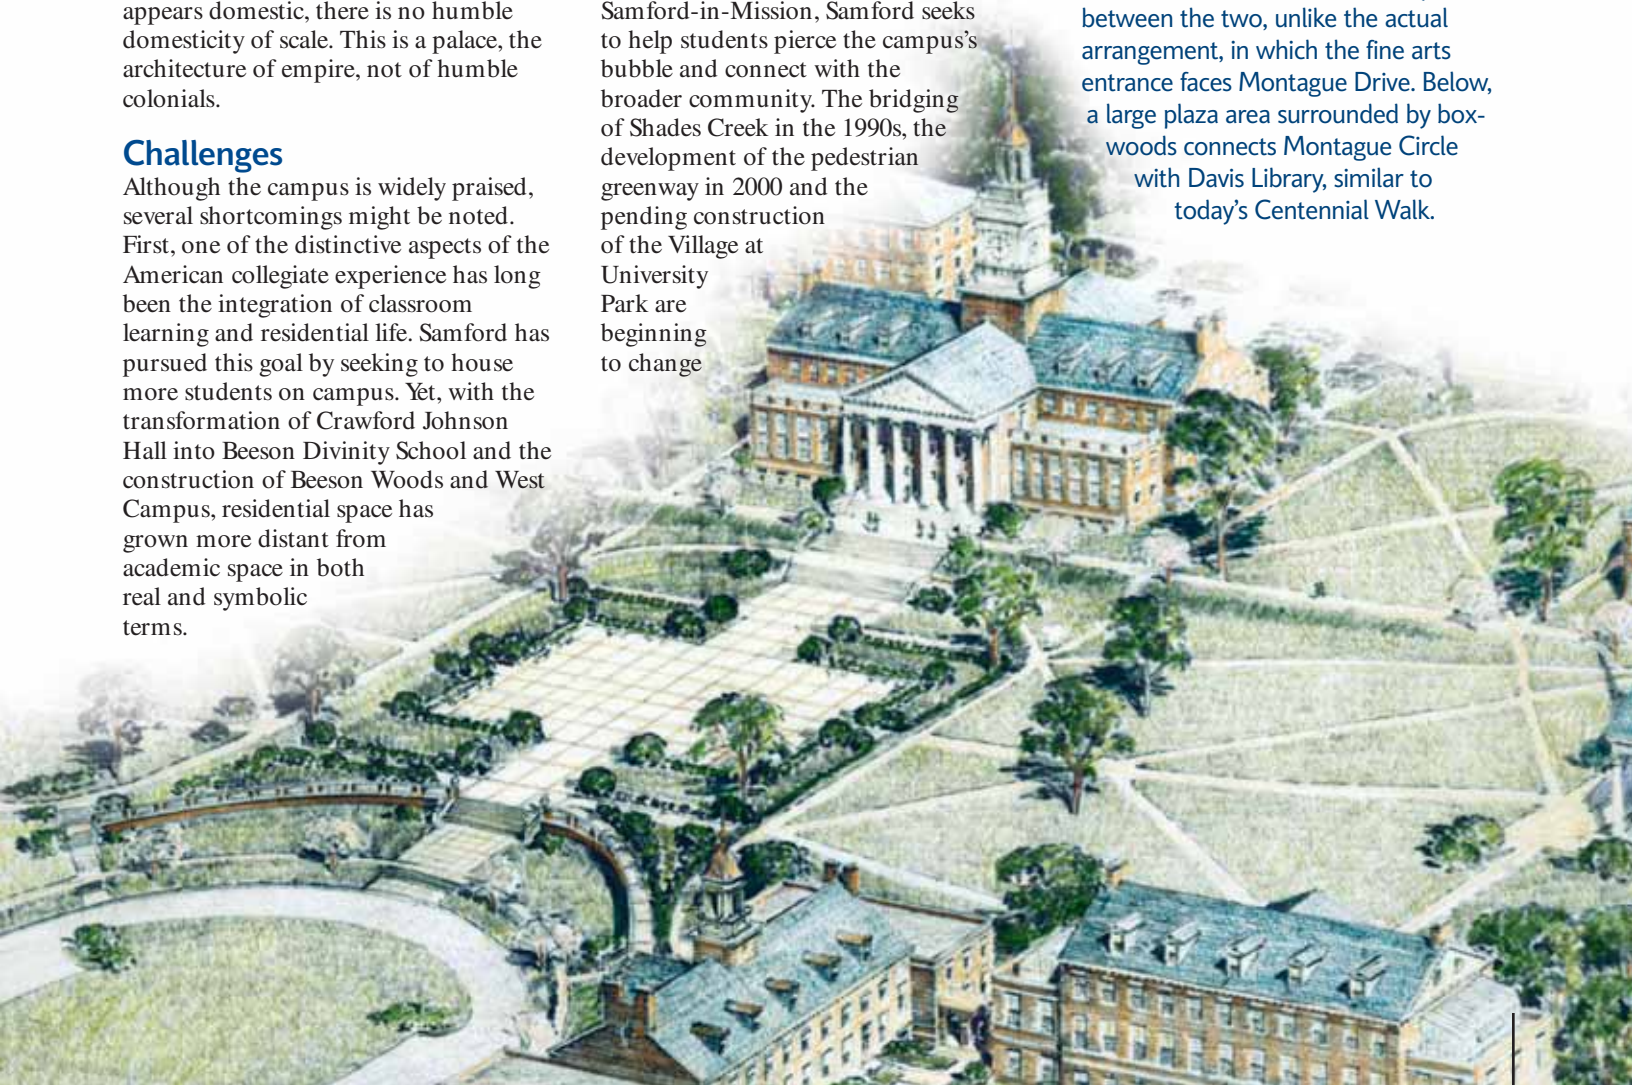 appears domestic, there is no humble
domesticity of scale. This is a palace, the
architecture of empire, not of humble
colonials.
Challenges
Although the campus is widely praised,
several shortcomings might be noted.
First, one of the distinctive aspects of the
American collegiate experience has long
been the integration of classroom
learning and residential life. Samford has
pursued this goal by seeking to house
more students on campus. Yet, with the
transformation of Crawford Johnson
Hall into Beeson Divinity School and the
construction of Beeson Woods and West
Campus, residential space has
grown more distant from
academic space in both
real and symbolic
terms.
Samford-in-Mission, Samford seeks
to help students pierce the campus’s
bubble and connect with the
broader community. The bridging
of Shades Creek in the 1990s, the
development of the pedestrian
greenway in 2000 and the
pending construction
of the Village at
University
Park are
beginning
to change
between the two, unlike the actual
arrangement, in which the fine arts
entrance faces Montague Drive. Below,
a large plaza area surrounded by box-
woods connects Montague Circle
with Davis Library, similar to
today’s Centennial Walk.